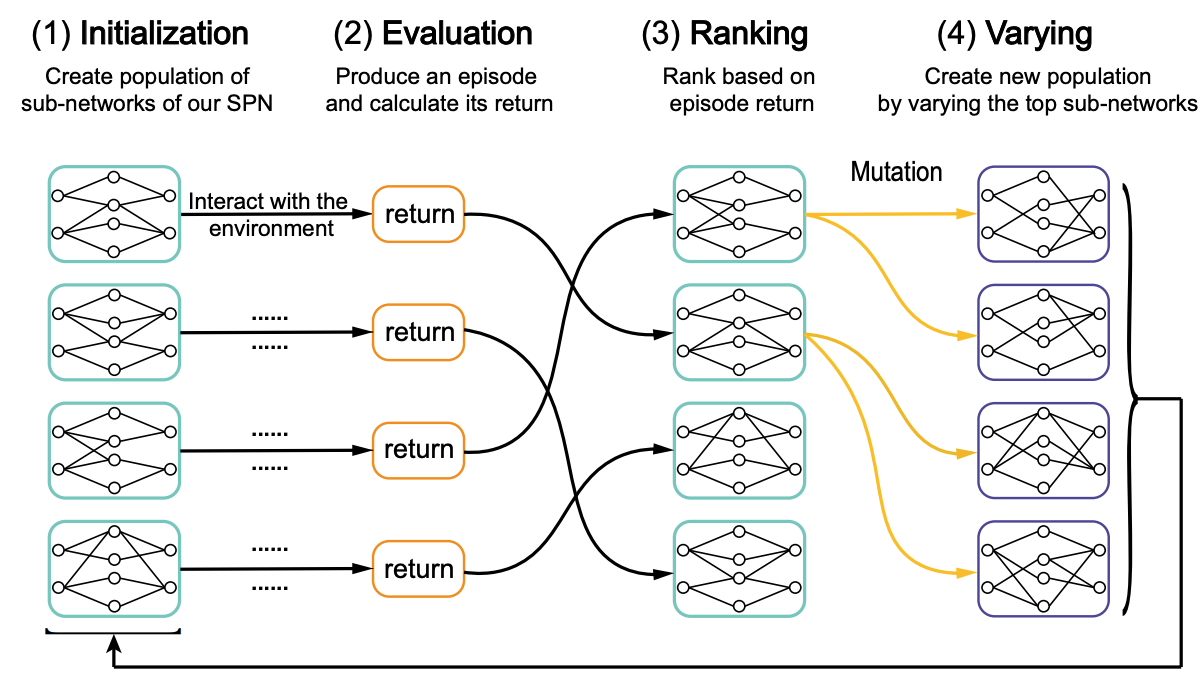 (1) Initialization
Create population of
sub-networks of our SPN
(2) Evaluation
Produce an episode
and calculate its return
(3) Ranking
Rank based on
episode return
(4) Varying
Create new population
by varying the top sub-networks
Interact with the
environment
return
Mutation
......
......
return
......
......
return
......
......
return